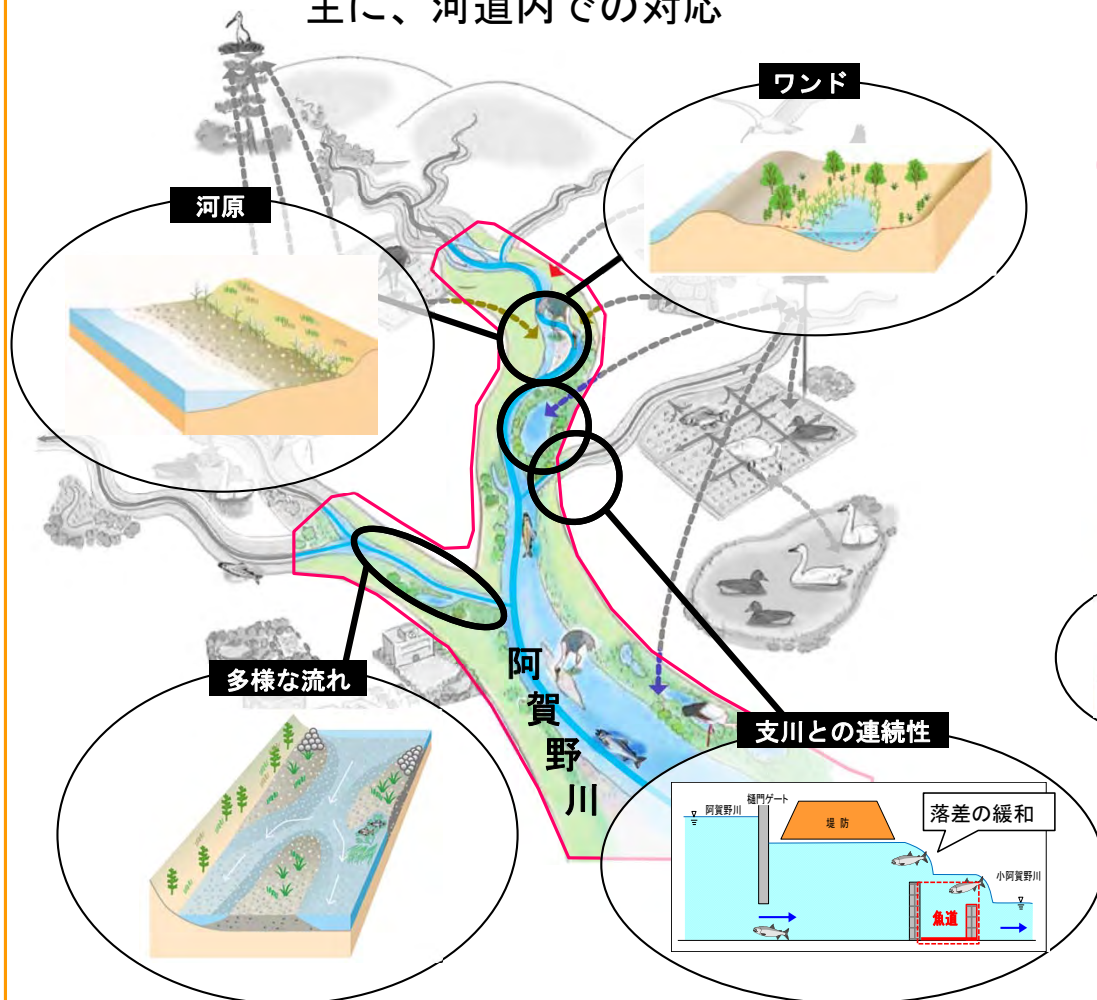 主に、河道内での対応
ワンド
河原
多様な流れ
阿賀野川
支川との連続性
阿賀野川
樋門ゲート
堤防
落差の緩和
小阿賀野川
魚道